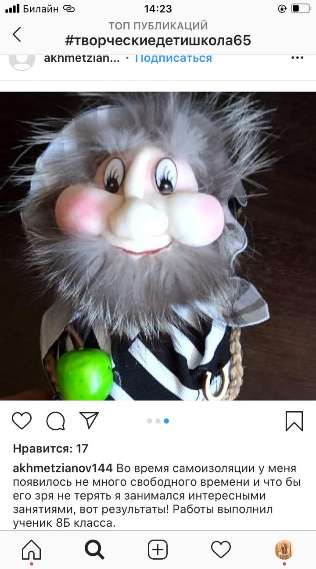 Билайн 14:23
ТОП ПУБЛИКАЦИЙ
#творческиедетишкола65
akhmetzian... · Подписаться
Нравится: 17
akhmetzianov144 Во время самоизоляции у меня
появилось не много свободного времени и что бы
его зря не терять я занимался интересными
занятиями, вот результаты! Работы выполнил
ученик 8Б класса.